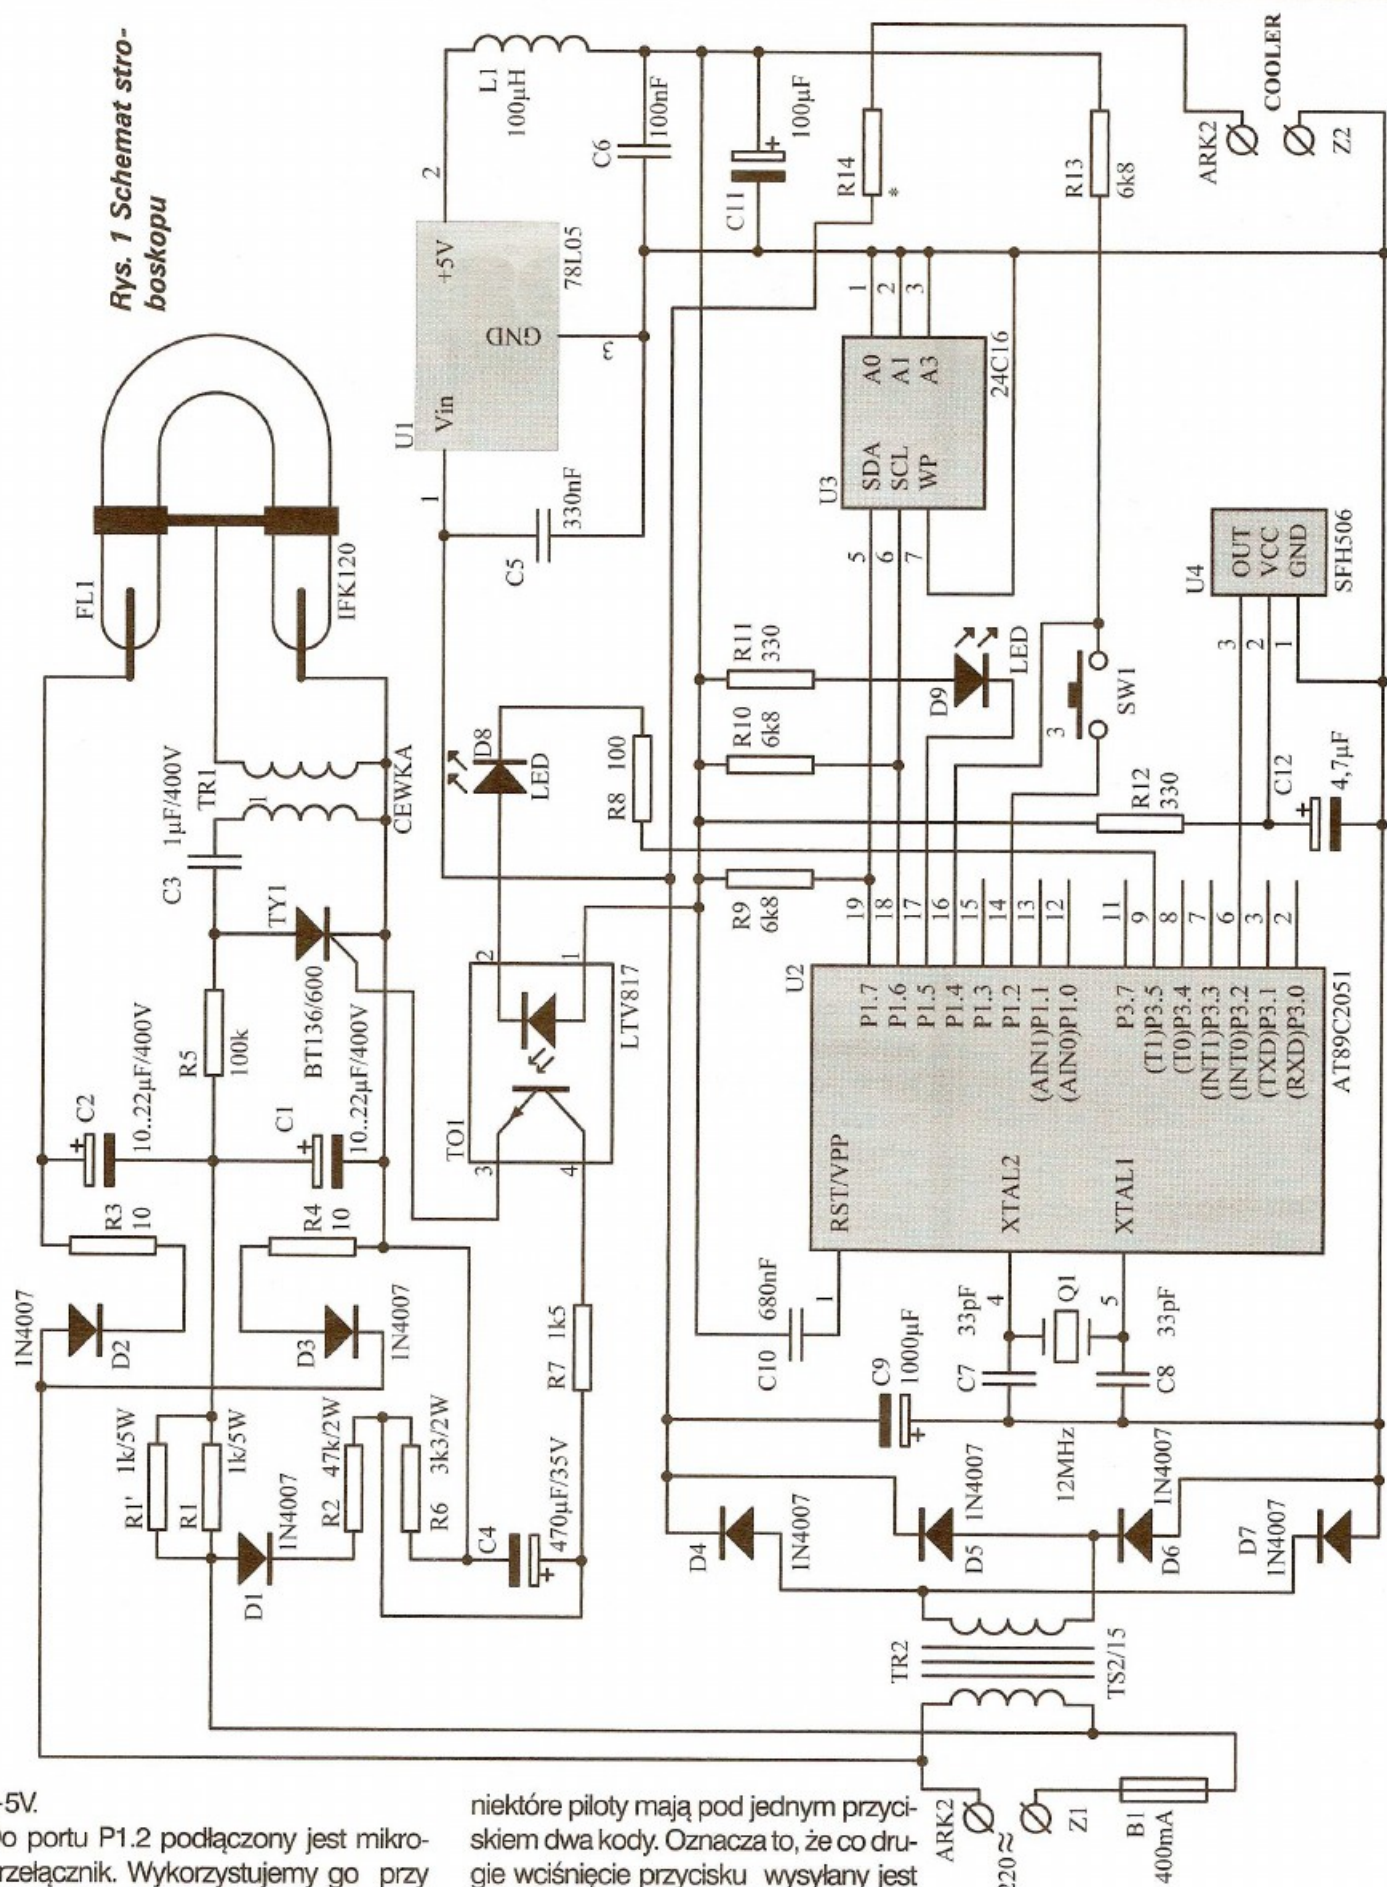 Rys. 1 Schemat stro-
boskopu
FL1
IFK120
C3
1µF/400V
TR1
1
CEWKA
TY1
BT136/600
R5
100k
C2
10..22µF/400V
C1
10..22µF/400V
R3
10
R4
10
1N4007
D2
D3
1N4007
R1'
1k/5W
R1
1k/5W
D1
1N4007
R2
47k/2W
R6
3k3/2W
C4
470µF/35V
R7
1k5
TO1
3
4
2
1
LTV817
D8
LED
R8
100
U1
Vin
+5V
GND
78L05
1
2
3
L1
100µH
C5
330nF
C6
100nF
C11
100µF
R14
*
R13
6k8
ARK2
COOLER
Z2
U3
SDA
SCL
WP
A0
A1
A3
24C16
5
6
7
1
2
3
R11
330
R10
6k8
R9
6k8
D9
LED
SW1
3
R12
330
C12
4,7µF
U4
OUT
VCC
GND
SFH506
3
2
1
U2
RST/VPP
XTAL2
XTAL1
P1.7
P1.6
P1.5
P1.4
P1.3
P1.2
(AIN1)P1.1
(AIN0)P1.0
P3.7
(T1)P3.5
(T0)P3.4
(INT1)P3.3
(INT0)P3.2
(TXD)P3.1
(RXD)P3.0
AT89C2051
19
18
17
16
15
14
13
12
11
9
8
7
6
3
2
C10
680nF
1
C9
1000µF
C7
33pF
4
Q1
5
C8
33pF
12MHz
D4
1N4007
D5
1N4007
D6
1N4007
D7
1N4007
TR2
TS2/15
ARK2
220≈
Z1
B1
400mA
-5V.
o portu P1.2 podłączony jest mikro-
rzełącznik. Wykorzystujemy go przy
niektóre piloty mają pod jednym przyci-
skiem dwa kody. Oznacza to, że co dru-
gie wciśnięcie przycisku wysyłany jest